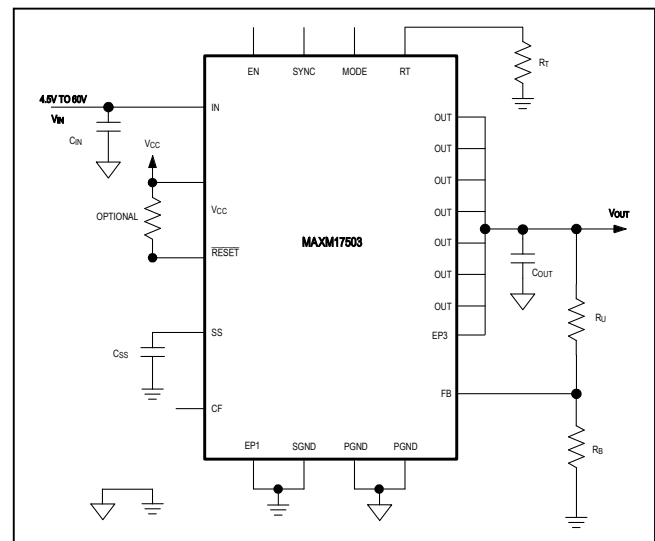 EN SYNC MODE RT
RT
4.5V TO 60V
VIN
IN
CIN
VCC
VCC
OPTIONAL
RESET
MAXM17503
OUT
OUT
OUT
OUT
OUT
OUT
OUT
EP3
VOUT
COUT
RU
SS
CSS
CF
FB
RB
EP1 SGND PGND PGND